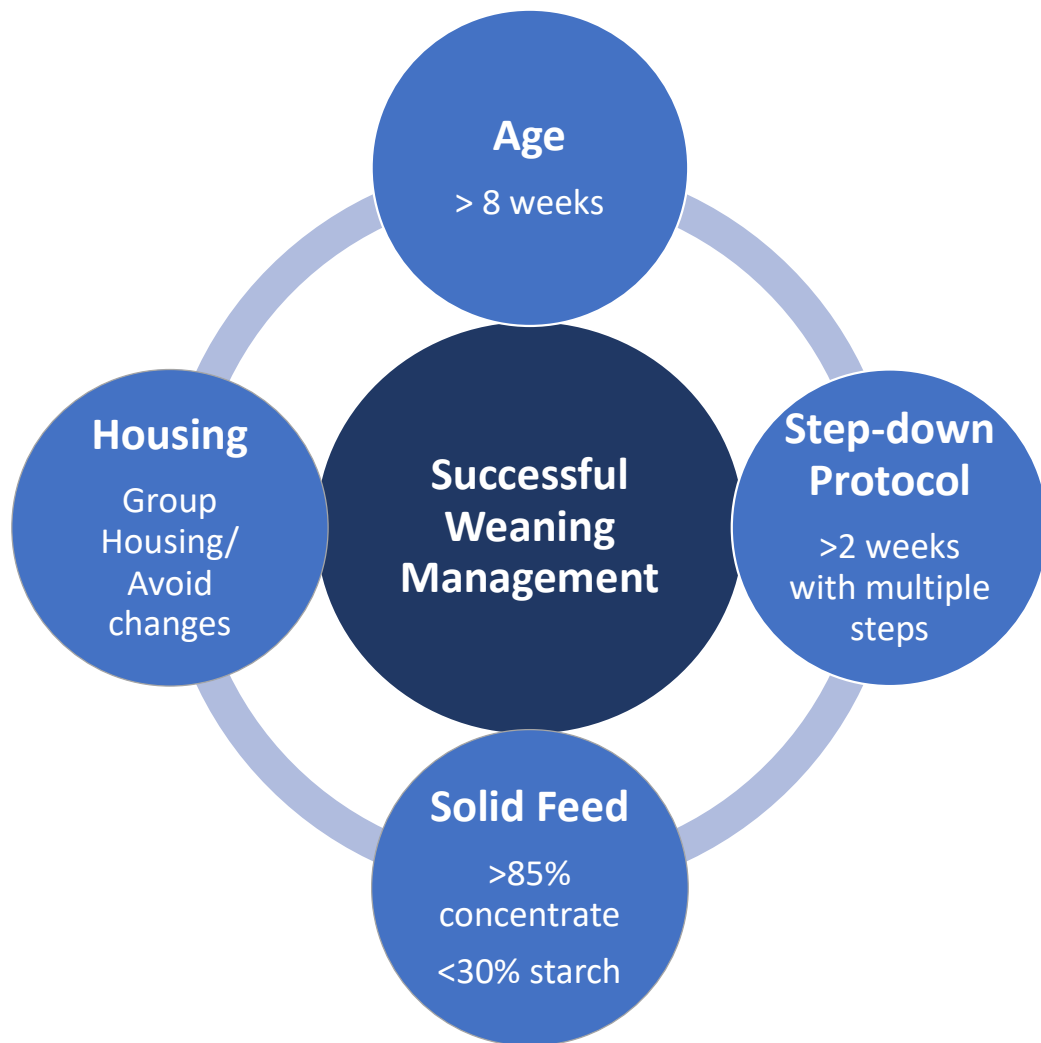 Age
> 8 weeks
Housing
Group
Housing/
Avoid
changes
Successful
Weaning
Management
Step-down
Protocol
>2 weeks
with multiple
steps
Solid Feed
>85%
concentrate
<30% starch